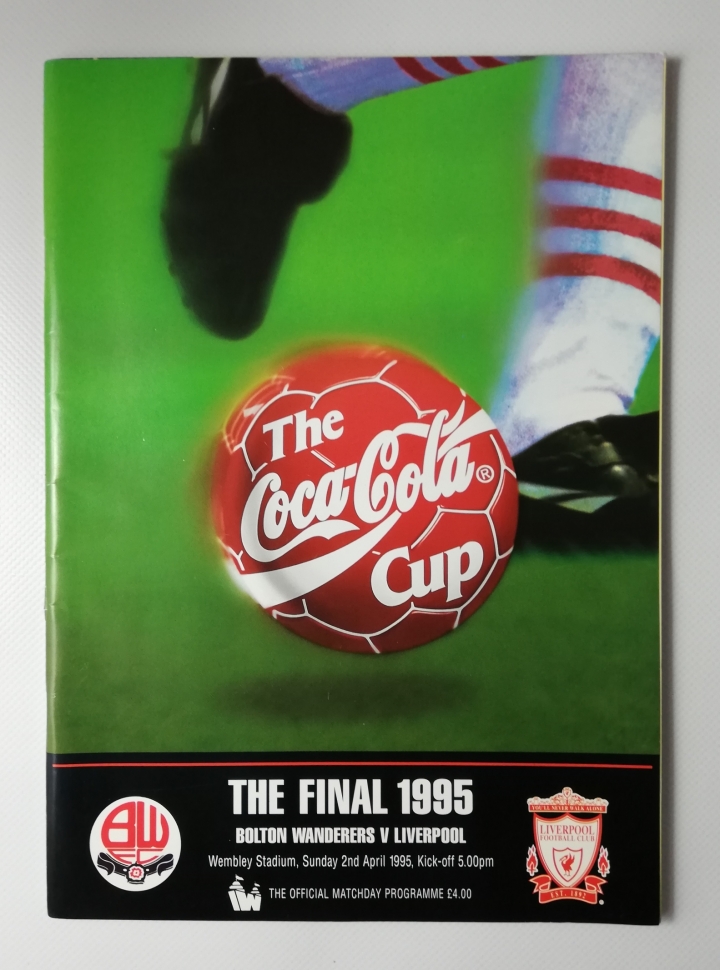 The
Coca-Cola®
Cup
THE FINAL 1995
BOLTON WANDERERS V LIVERPOOL
Wembley Stadium, Sunday 2nd April 1995, Kick-off 5.00pm
THE OFFICIAL MATCHDAY PROGRAMME £4.00
BW
YOU'LL NEVER WALK ALONE
LIVERPOOL
FOOTBALL CLUB
EST. 1892
W